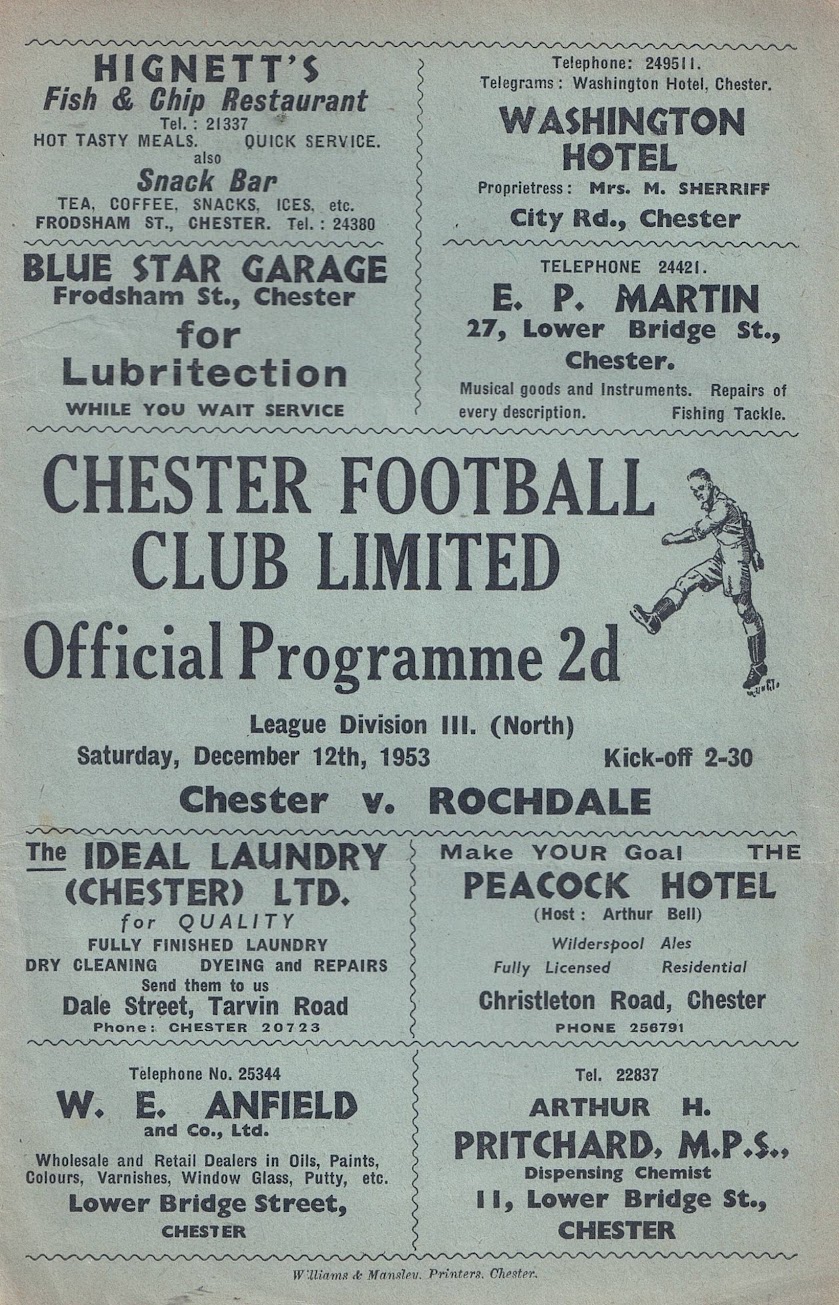 HIGNETT'S
Fish & Chip Restaurant
Tel. : 21337
HOT TASTY MEALS. QUICK SERVICE.
also
Snack Bar
TEA, COFFEE, SNACKS, ICES, etc.
FRODSHAM ST., CHESTER. Tel. : 24380
BLUE STAR GARAGE
Frodsham St., Chester
for
Lubritection
WHILE YOU WAIT SERVICE
Telephone: 249511.
Telegrams: Washington Hotel, Chester.
WASHINGTON
HOTEL
Proprietress: Mrs. M. SHERRIFF
City Rd., Chester
TELEPHONE 24421.
E. P. MARTIN
27, Lower Bridge St.,
Chester.
Musical goods and Instruments. Repairs of
every description. Fishing Tackle.
CHESTER FOOTBALL
CLUB LIMITED
Official Programme 2d
League Division III. (North)
Saturday, December 12th, 1953 Kick-off 2-30
Chester v. ROCHDALE
The IDEAL LAUNDRY
(CHESTER) LTD.
for QUALITY
FULLY FINISHED LAUNDRY
DRY CLEANING DYEING and REPAIRS
Send them to us
Dale Street, Tarvin Road
Phone: CHESTER 20723
Make YOUR Goal THE
PEACOCK HOTEL
(Host: Arthur Bell)
Wilderspool Ales
Fully Licensed Residential
Christleton Road, Chester
PHONE 256791
Telephone No. 25344
W. E. ANFIELD
and Co., Ltd.
Wholesale and Retail Dealers in Oils, Paints,
Colours, Varnishes, Window Glass, Putty, etc.
Lower Bridge Street,
CHESTER
Tel. 22837
ARTHUR H.
PRITCHARD, M.P.S.,
Dispensing Chemist
11, Lower Bridge St.,
CHESTER
Williams & Mansley, Printers, Chester.